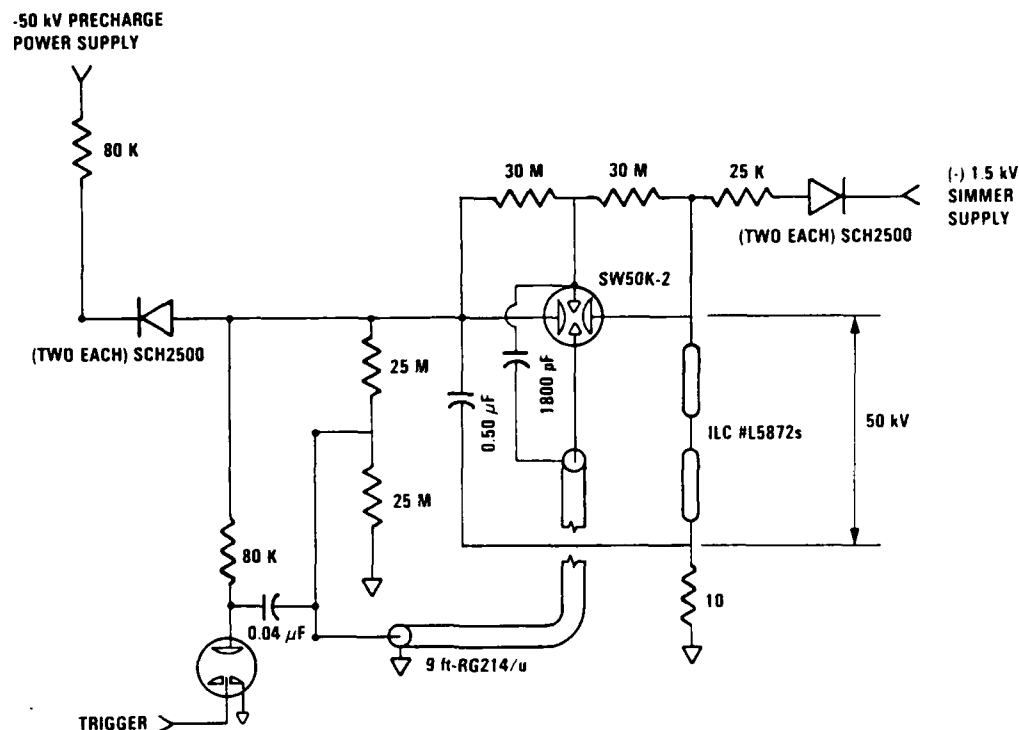 -50 kV PRECHARGE
POWER SUPPLY
80 K
30 M
30 M
25 K
(-) 1.5 kV
SIMMER
SUPPLY
(TWO EACH) SCH2500
SW50K-2
(TWO EACH) SCH2500
25 M
0.50 µF
1800 pF
50 kV
ILC #L5872s
25 M
80 K
10
0.04 µF
9 ft-RG214/u
TRIGGER